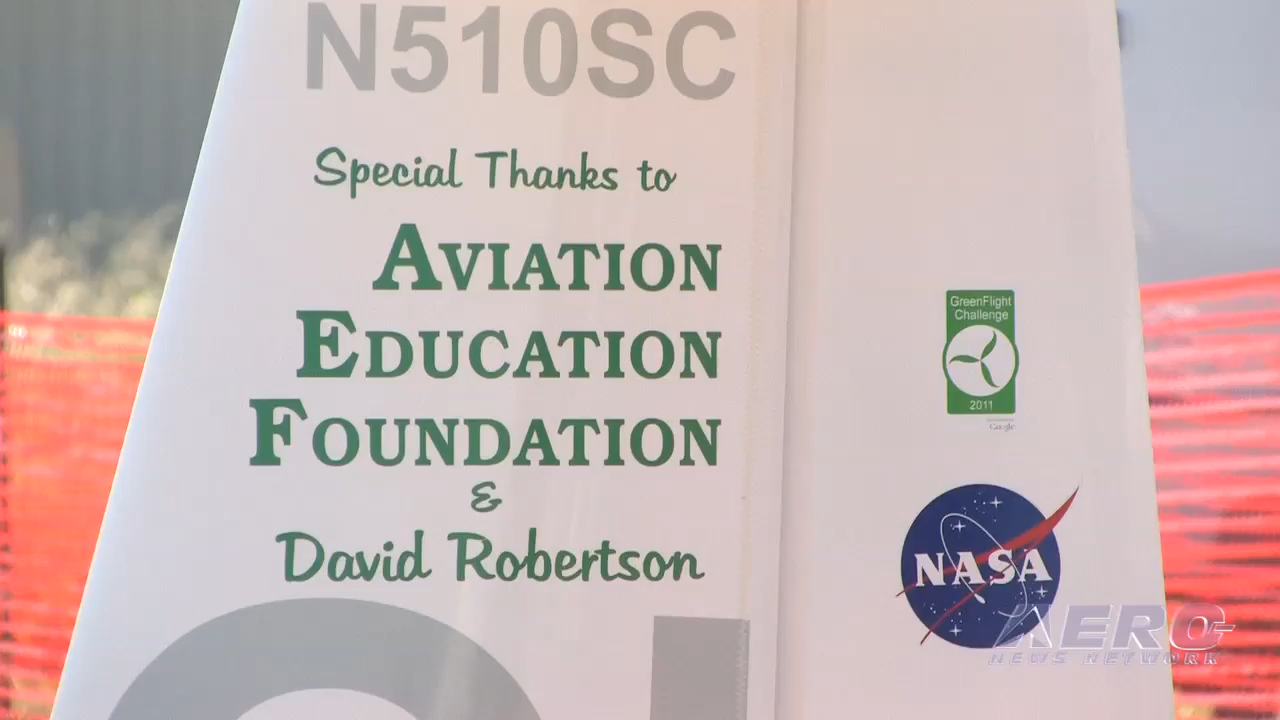 N510SC
Special Thanks to
AVIATION
EDUCATION
FOUNDATION
&
David Robertson
GreenFlight
Challenge
2011
Google
NASA
AERO
NEWS NETWORK